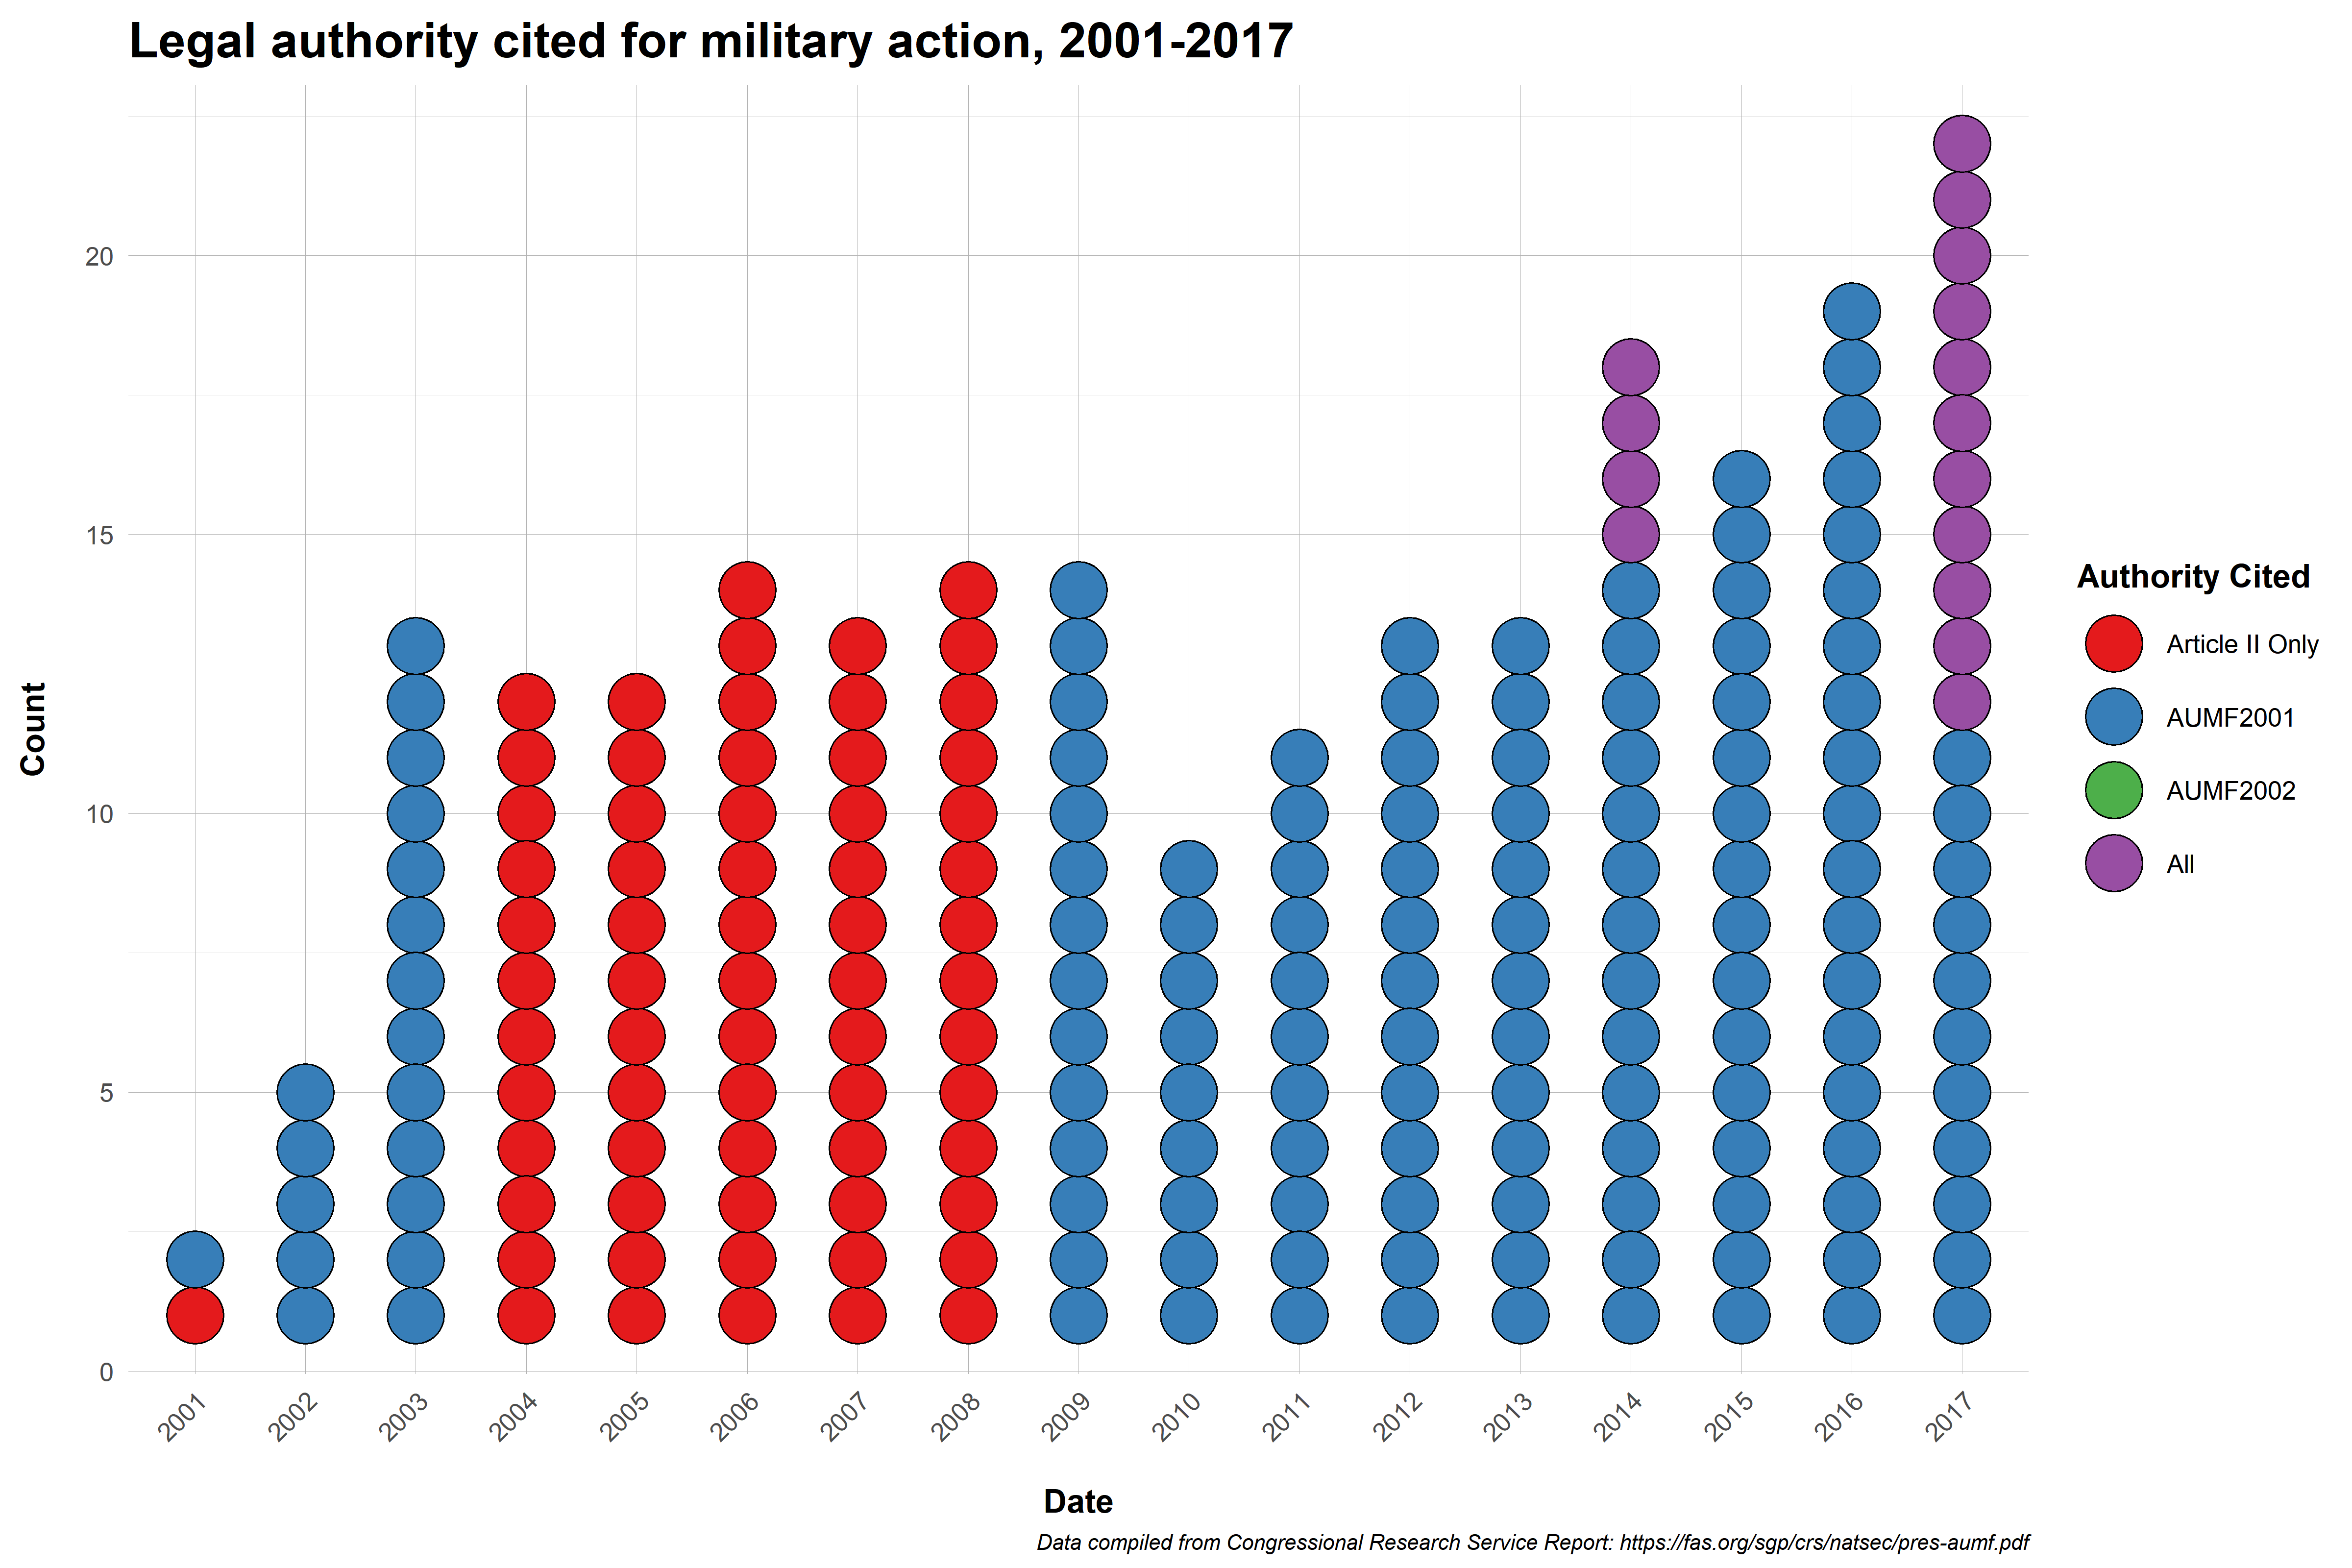 Legal authority cited for military action, 2001-2017
Count
20
15
10
5
0
2001
2002
2003
2004
2005
2006
2007
2008
2009
2010
2011
2012
2013
2014
2015
2016
2017
Date
Authority Cited
Article II Only
AUMF2001
AUMF2002
All
Data compiled from Congressional Research Service Report: https://fas.org/sgp/crs/natsec/pres-aumf.pdf